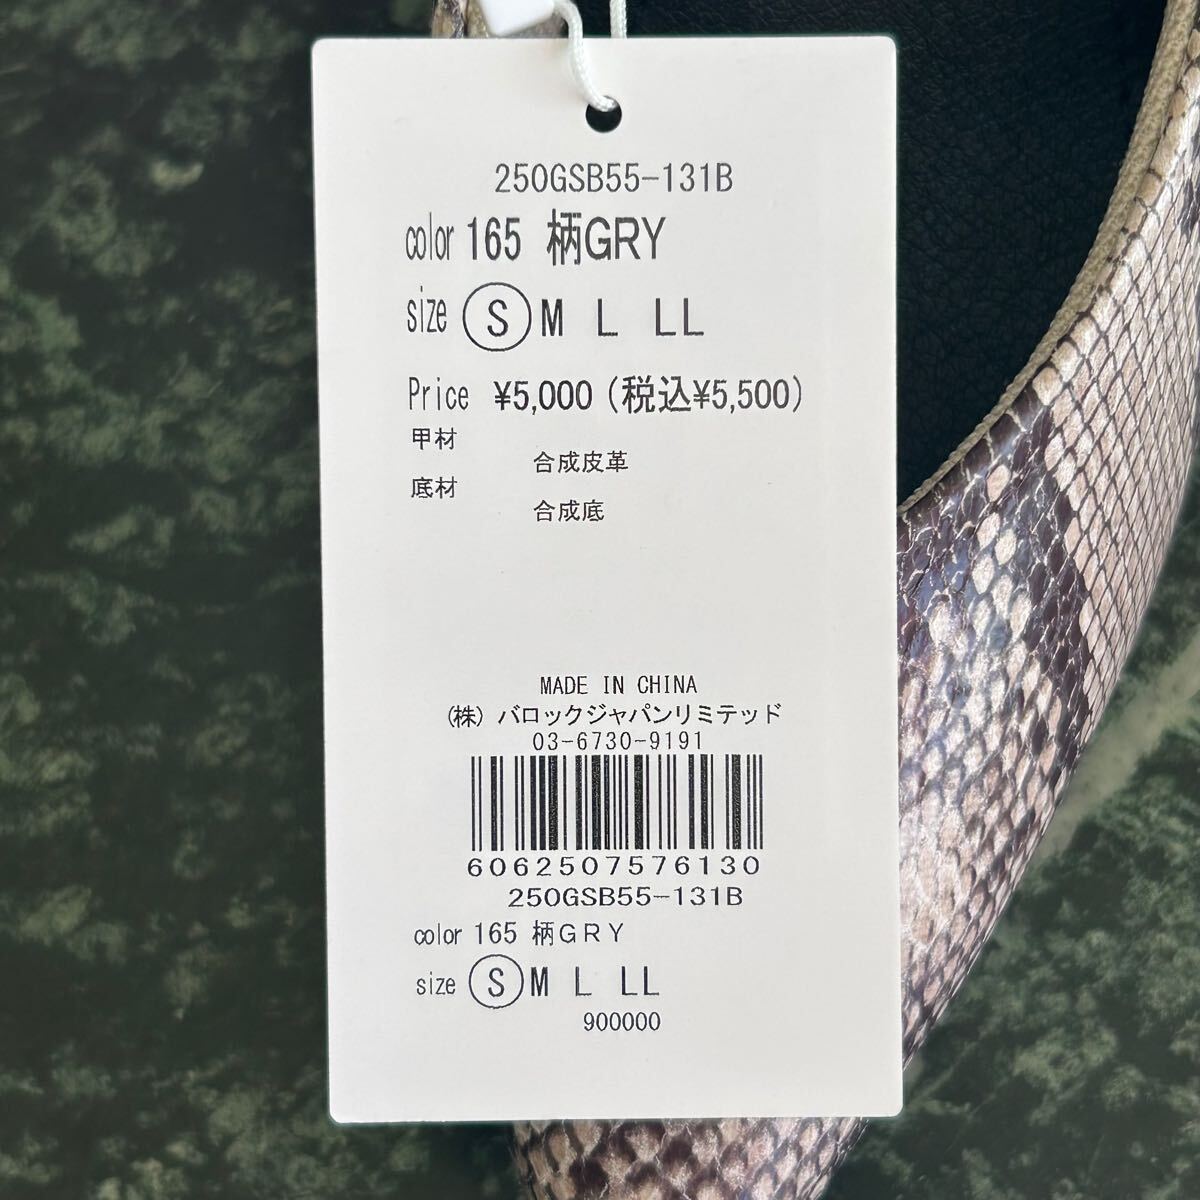 250GSB55-131B
color 165 柄GRY
size S M L LL
Price ¥5,000 (税込¥5,500)
甲材
合成皮革
底材
合成底
MADE IN CHINA
(株) バロックジャパンリミテッド
03-6730-9191
6062507576130
250GSB55-131B
color 165 柄GRY
size S M L LL
900000